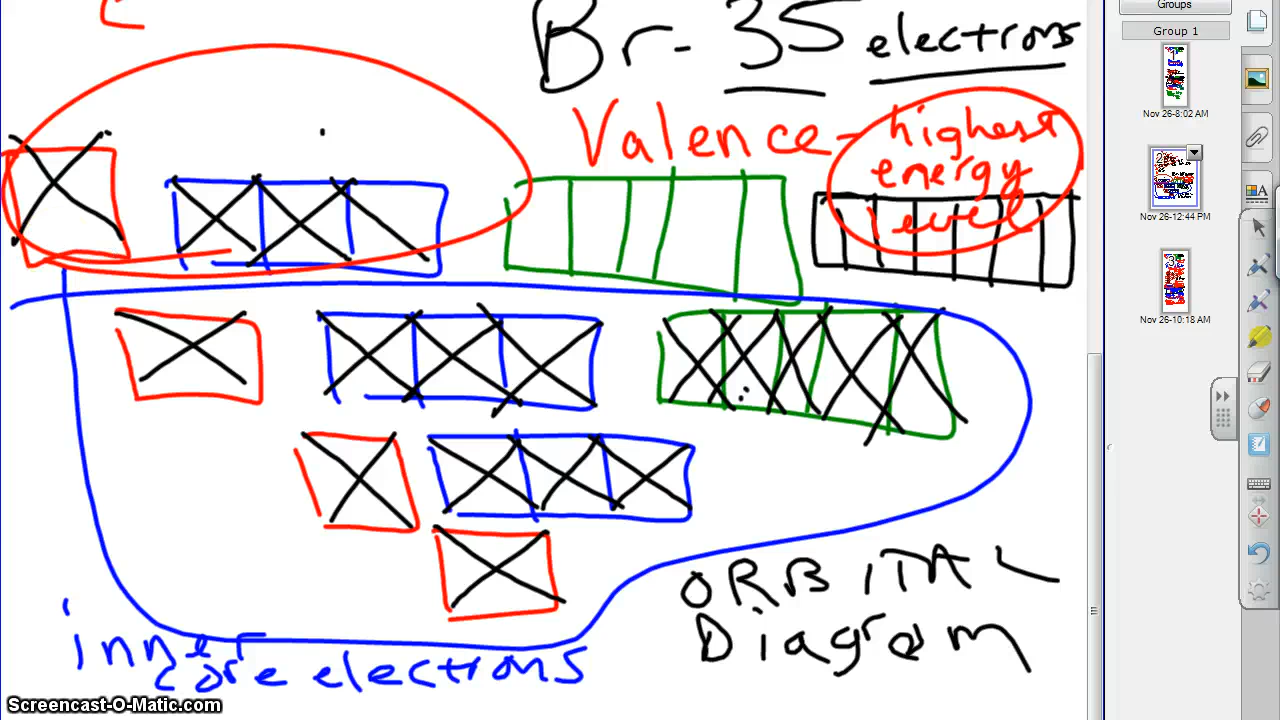 Br- 35 electrons
Valence - highest
energy
level
ORBITAL
Diagram
inner
core electrons
Screencast-O-Matic.com
Groups
Group 1
Nov 26-8:02 AM
Nov 25-12:44 PM
Nov 26-10:18 AM